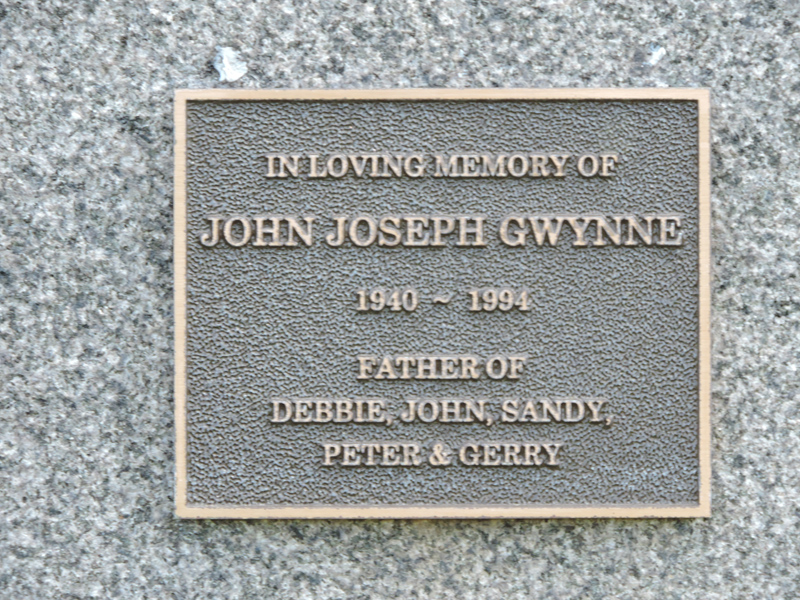 IN LOVING MEMORY OF
JOHN JOSEPH GWYNNE
1940 ~ 1994
FATHER OF
DEBBIE, JOHN, SANDY,
PETER & GERRY